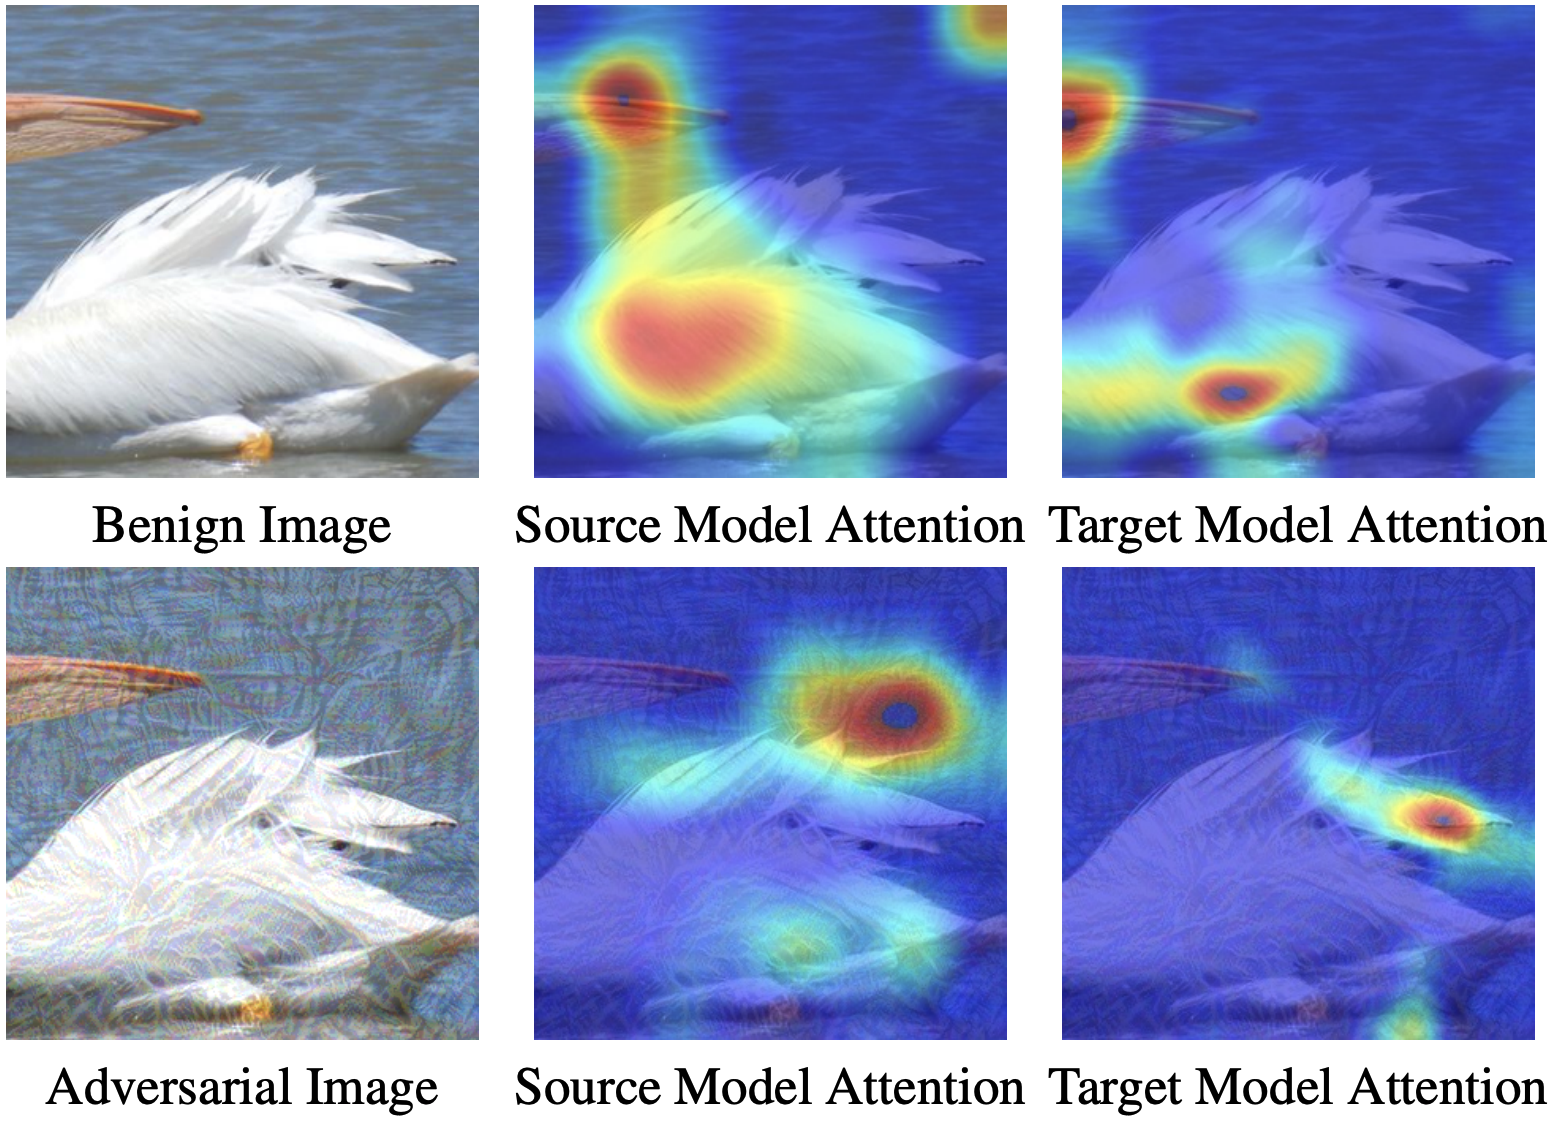 Benign Image
Source Model Attention
Target Model Attention
Adversarial Image
Source Model Attention
Target Model Attention